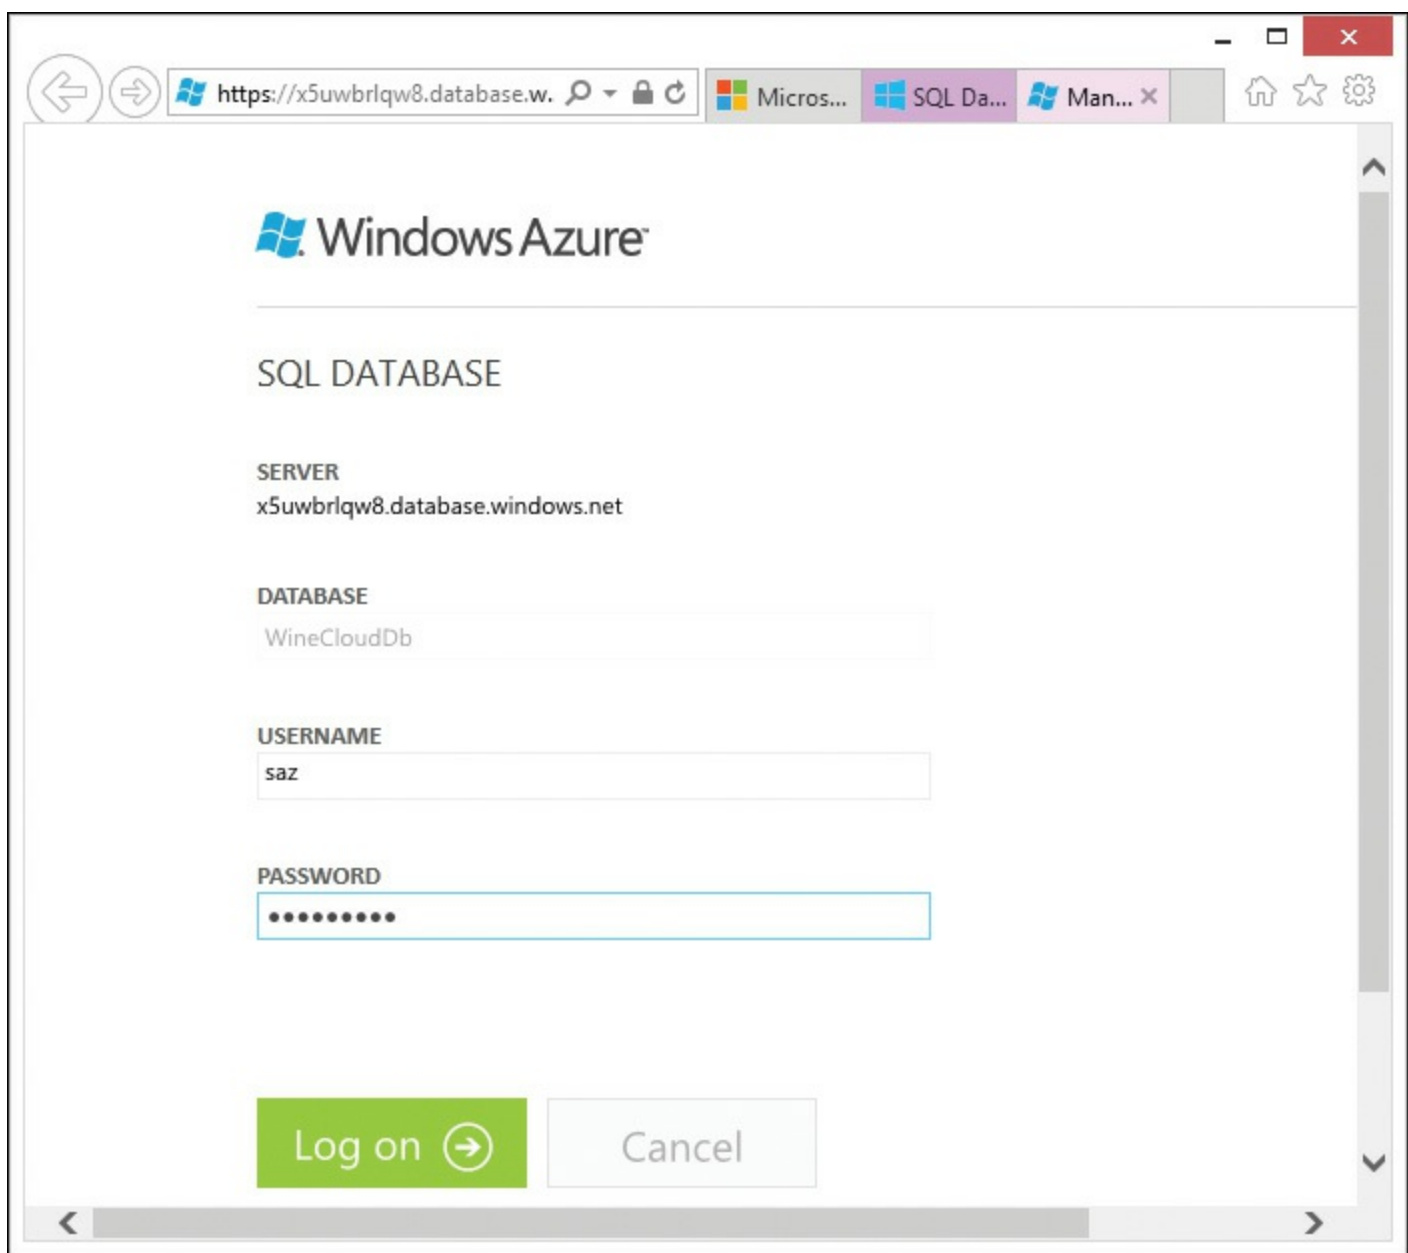 https://x5uwbrlqw8.database.w.
Micros...
SQL Da...
Man...
Windows Azure
SQL DATABASE
SERVER
x5uwbrlqw8.database.windows.net
DATABASE
WineCloudDb
USERNAME
saz
PASSWORD
•••••••••
Log on
Cancel